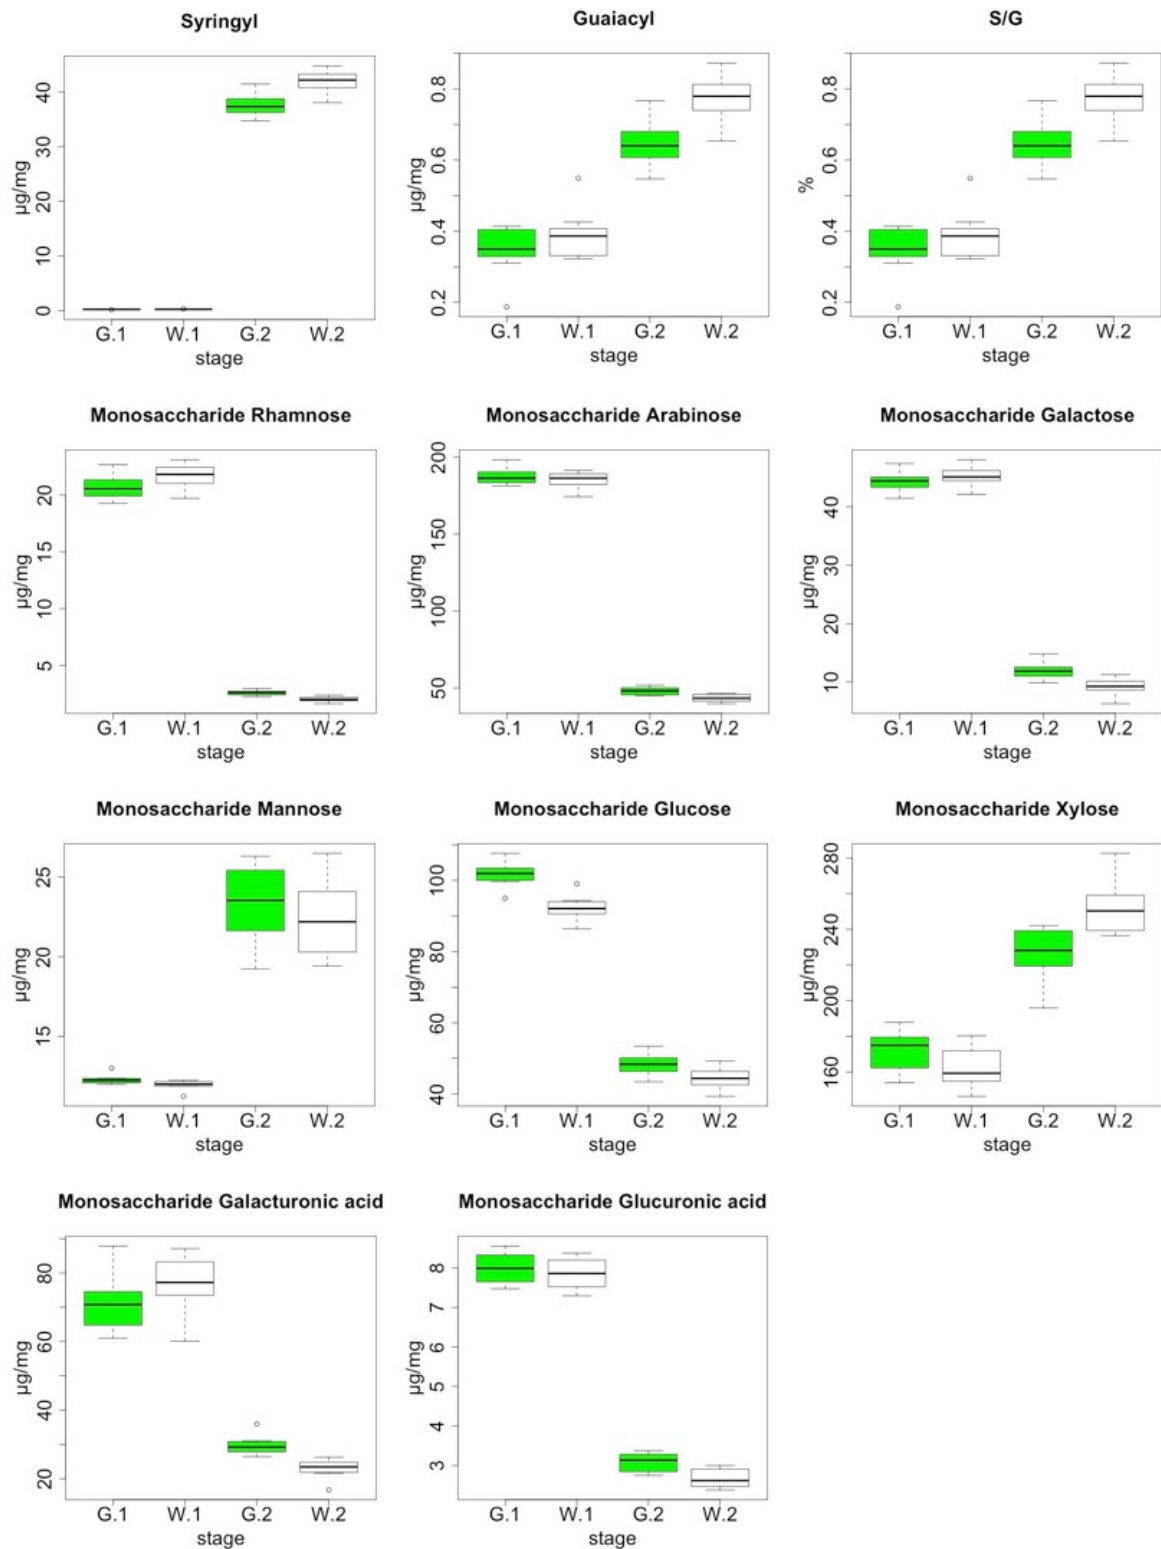 Syringyl Guaiacyl S/G
µg/mg 0 10 20 30 40 µg/mg 0.2 0.4 0.6 0.8 % 0.2 0.4 0.6 0.8
G.1 W.1 G.2 W.2 G.1 W.1 G.2 W.2 G.1 W.1 G.2 W.2
stage stage stage
Monosaccharide Rhamnose Monosaccharide Arabinose Monosaccharide Galactose
µg/mg 5 10 15 20 µg/mg 50 100 150 200 µg/mg 10 20 30 40
G.1 W.1 G.2 W.2 G.1 W.1 G.2 W.2 G.1 W.1 G.2 W.2
stage stage stage
Monosaccharide Mannose Monosaccharide Glucose Monosaccharide Xylose
µg/mg 15 20 25 µg/mg 40 60 80 100 µg/mg 160 200 240 280
G.1 W.1 G.2 W.2 G.1 W.1 G.2 W.2 G.1 W.1 G.2 W.2
stage stage stage
Monosaccharide Galacturonic acid Monosaccharide Glucuronic acid
µg/mg 20 40 60 80 µg/mg 3 4 5 6 7 8
G.1 W.1 G.2 W.2 G.1 W.1 G.2 W.2
stage stage